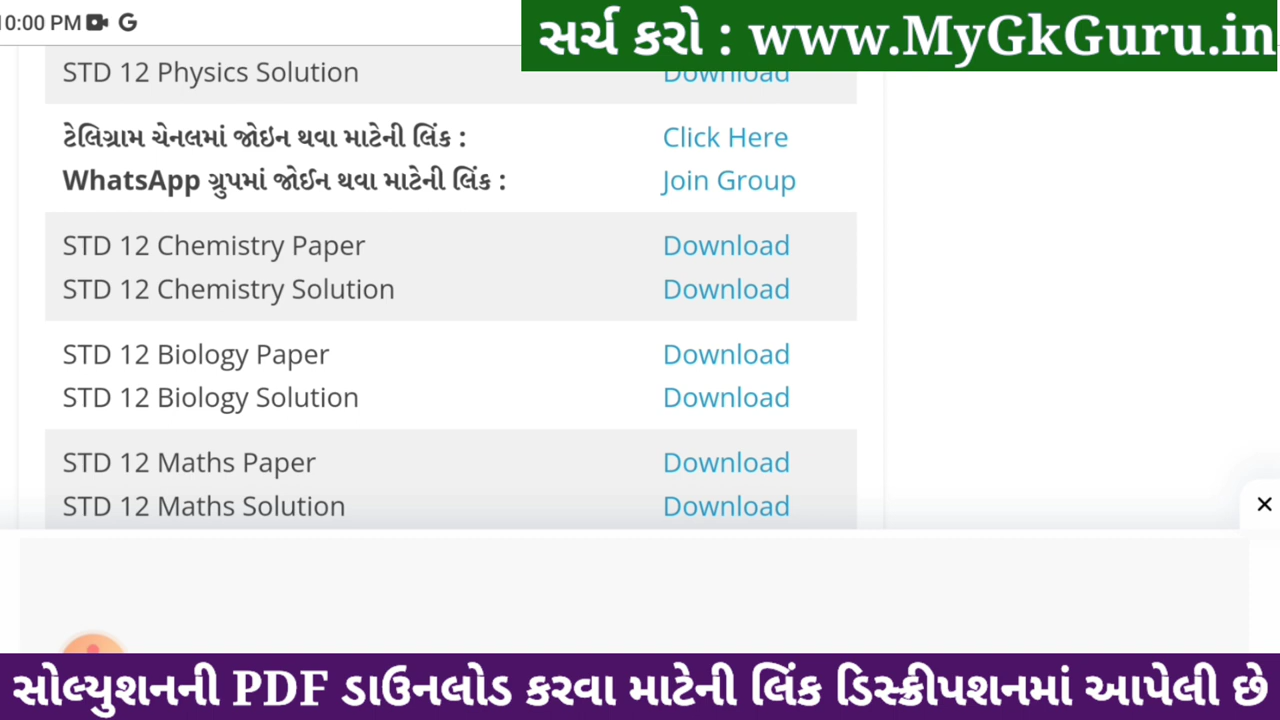 10:00 PM G
સર્ચ કરો : www.MyGkGuru.in
STD 12 Physics Solution Download
ટેલિગ્રામ ચેનલમાં જોઇન થવા માટેની લિંક : Click Here
WhatsApp ગ્રુપમાં જોઈન થવા માટેની લિંક : Join Group
STD 12 Chemistry Paper Download
STD 12 Chemistry Solution Download
STD 12 Biology Paper Download
STD 12 Biology Solution Download
STD 12 Maths Paper Download
STD 12 Maths Solution Download
સોલ્યુશનની PDF ડાઉનલોડ કરવા માટેની લિંક ડિસ્ક્રીપશનમાં આપેલી છે